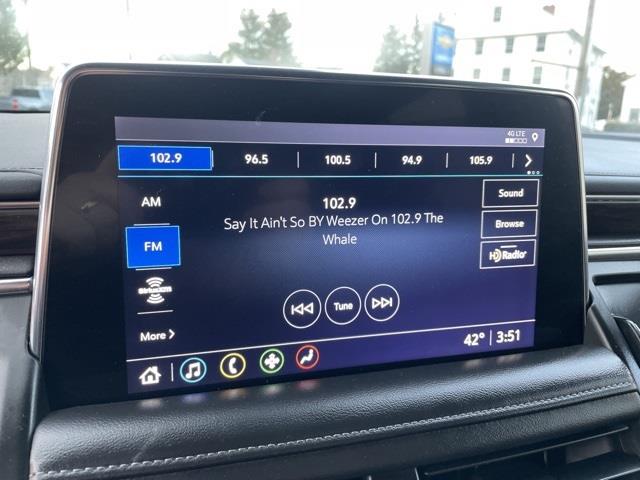 4G LTE
102.9 96.5 100.5 94.9 105.9
AM
102.9
Sound
Say It Ain't So BY Weezer On 102.9 The
Whale
Browse
FM
HD Radio
SiriusXM
Tune
More
42° 3:51